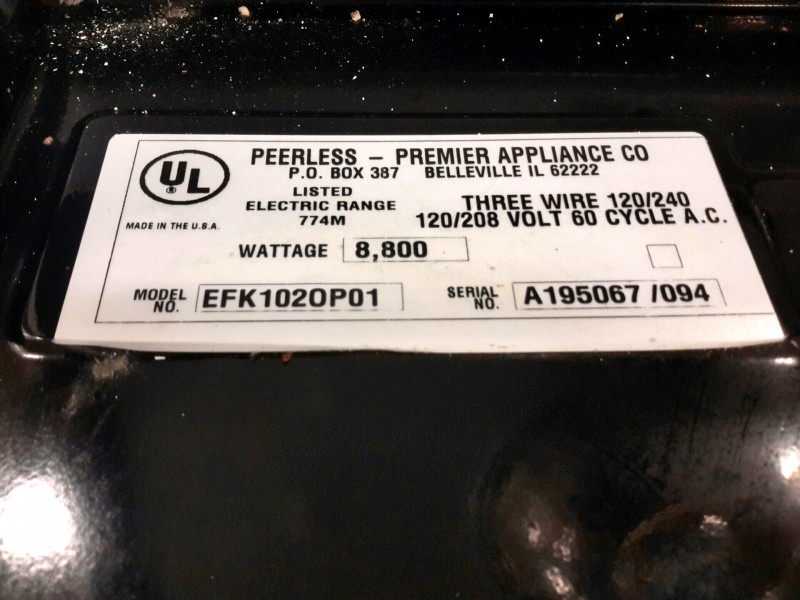 UL®
PEERLESS – PREMIER APPLIANCE CO
P.O. BOX 387 BELLEVILLE IL 62222
LISTED
ELECTRIC RANGE
774M
THREE WIRE 120/240
120/208 VOLT 60 CYCLE A.C.
MADE IN THE U.S.A.
WATTAGE 8,800
MODEL NO. EFK102OP01
SERIAL NO. A195067 /094